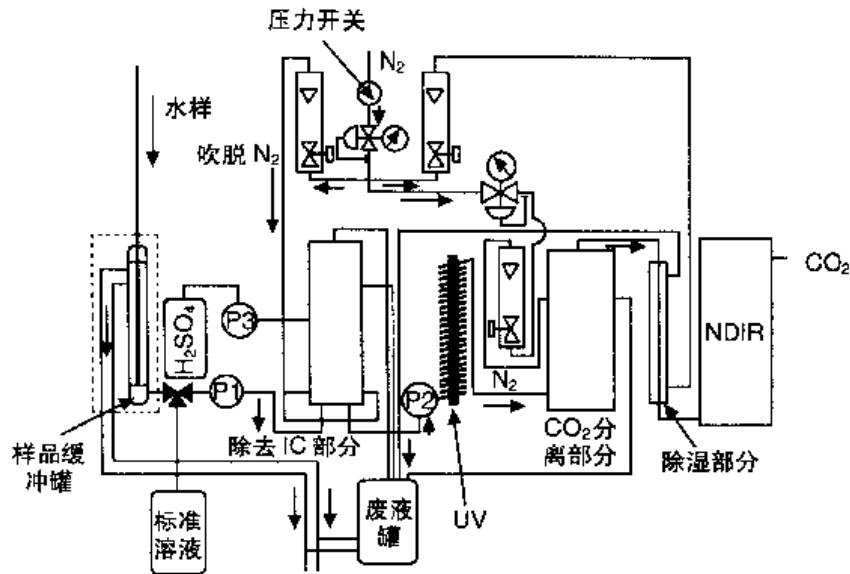 压力开关
N₂
水样
吹脱 N₂
H₂SO₄
P3
P1
P2
N₂
NDIR
CO₂
样品缓
冲罐
除去 IC 部分
CO₂分
离部分
除湿部分
标准
溶液
废液
罐
UV